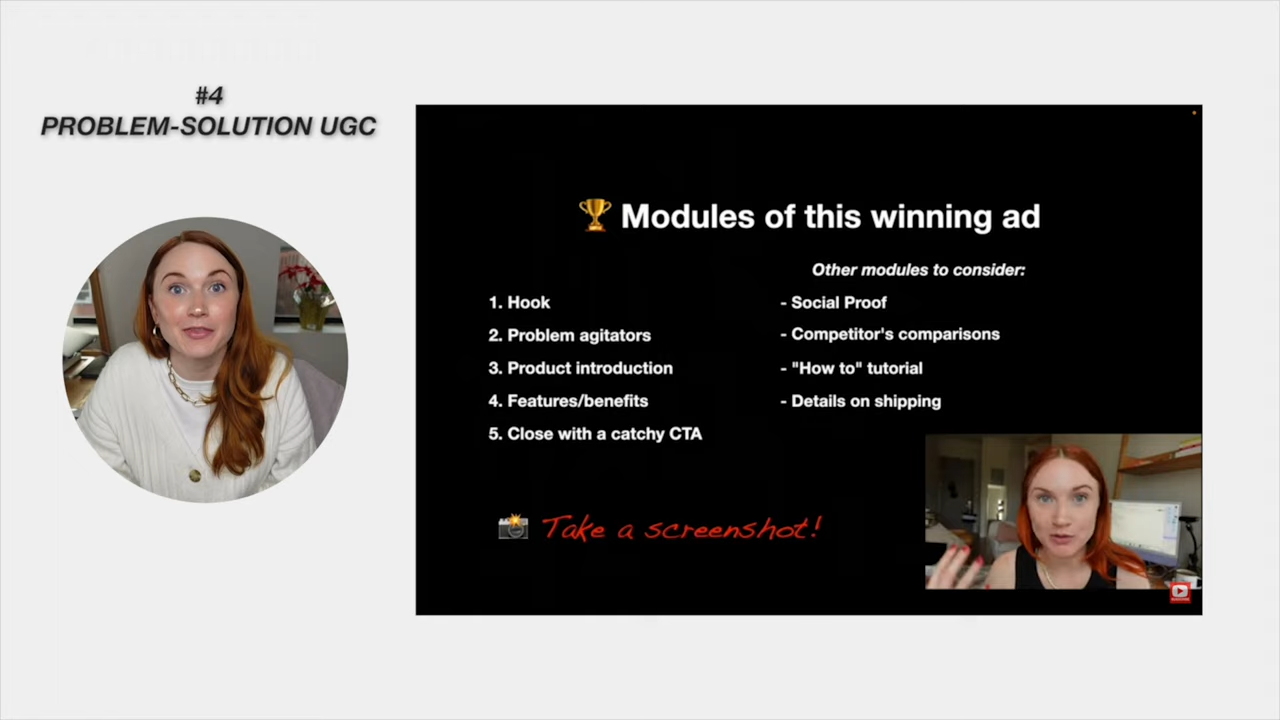 #4
PROBLEM-SOLUTION UGC
🏆 Modules of this winning ad
Other modules to consider:
1. Hook
2. Problem agitators
3. Product introduction
4. Features/benefits
5. Close with a catchy CTA
- Social Proof
- Competitor's comparisons
- "How to" tutorial
- Details on shipping
📸 Take a screenshot!